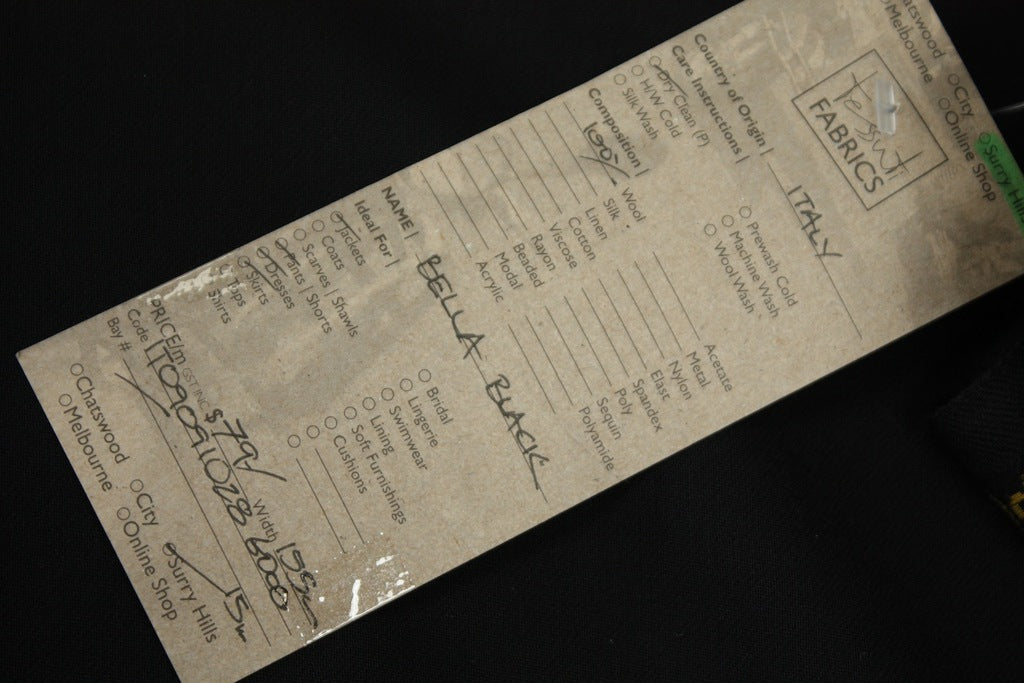 atswood ○City ○Surry Hills
○Melbourne ○Online Shop
tessuti
FABRICS
Country of Origin | ITALY
Care Instructions |
○Dry Clean (P) ○Prewash Cold
○H/W Cold ○Machine Wash
○Silk Wash ○Wool Wash
Composition |
100% Wool Acetate
Silk Metal
Linen Nylon
Cotton Elast
Viscose Spandex
Rayon Poly
Beaded Sequin
Modal Polyamide
Acrylic
NAME | BELLA BLACK
Ideal For |
○Jackets ○Bridal
○Coats ○Lingerie
○Scarves | Shawls ○Swimwear
○Pants | Shorts ○Lining
○Dresses ○Soft Furnishings
○Skirts ○Cushions
Tops
Shirts
PRICE/m GST INC $79 Width
Code |
Bay # 15m
○Chatswood ○City ○Surry Hills
○Melbourne ○Online Shop